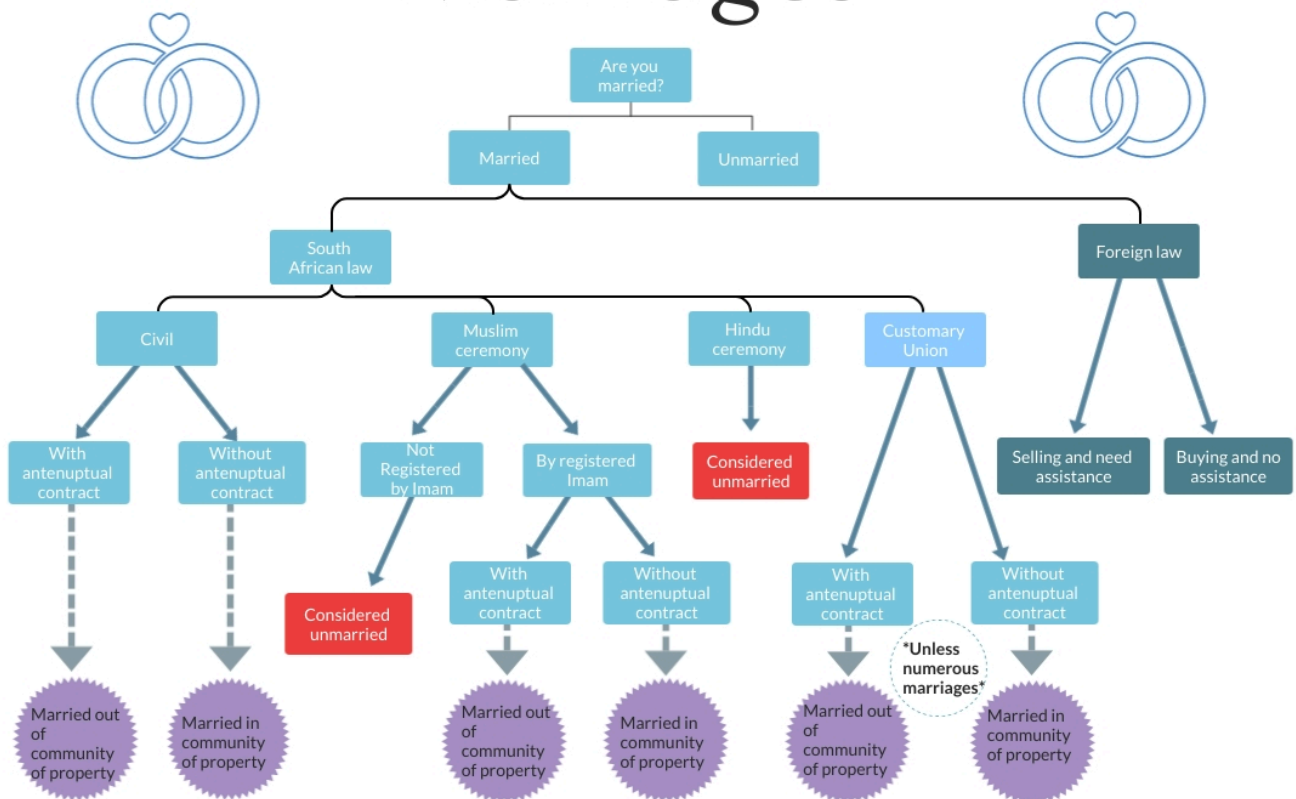 Are you
married?
Married
Unmarried
South
African law
Foreign law
Civil
Muslim
ceremony
Hindu
ceremony
Customary
Union
With
antenuptual
contract
Without
antenuptual
contract
Not
Registered
by Imam
By registered
Imam
Considered
unmarried
Selling and need
assistance
Buying and no
assistance
Considered
unmarried
With
antenuptual
contract
Without
antenuptual
contract
With
antenuptual
contract
Without
antenuptual
contract
*Unless
numerous
marriages*
Married out
of
community
of property
Married in
community
of property
Married out
of
community
of property
Married in
community
of property
Married out
of
community
of property
Married in
community
of property